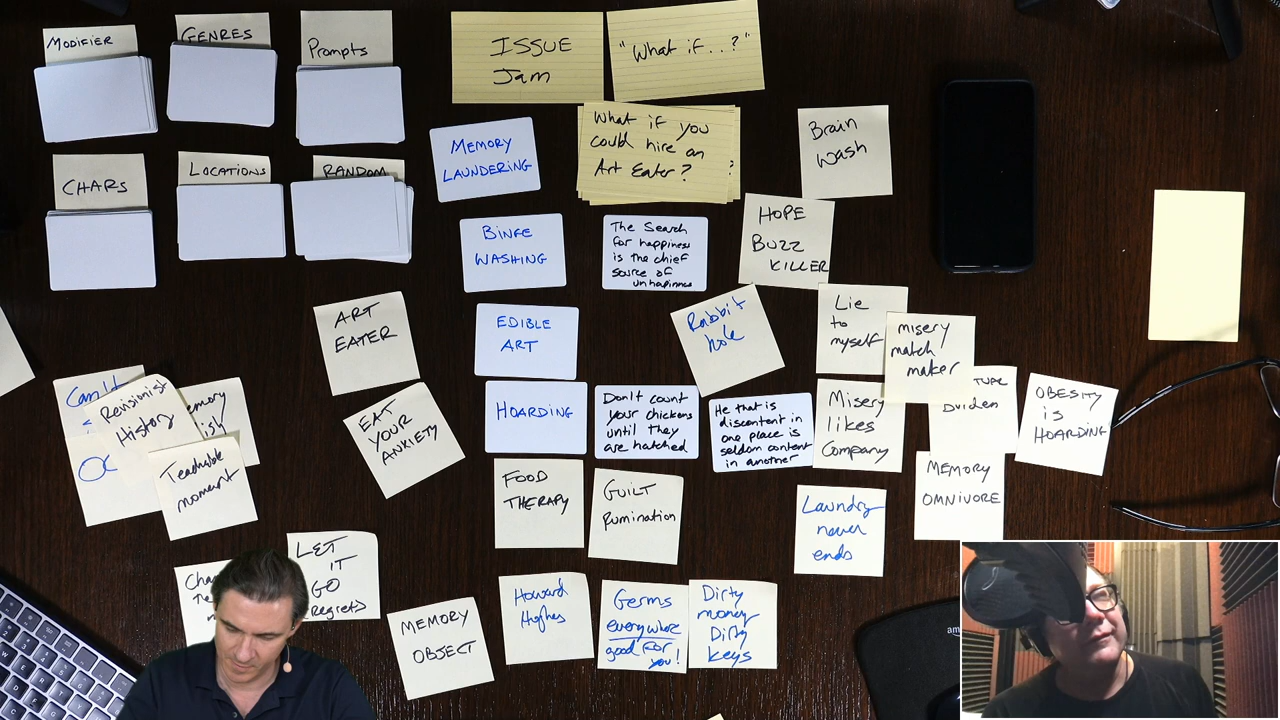 MODIFIER
GENRES
Prompts
ISSUE
Jam
"What if..?"
CHARS
LOCATIONS
RANDOM
MEMORY
LAUNDERING
What if you
could hire an
Art Eater?
?
Brain
Wash
BINGE
WASHING
The Search
for happiness
is the chief
source of
unhappiness
HOPE
BUZZ
KILLER
ART
EATER
EDIBLE
ART
Rabbit
hole
Lie
to
myself
misery
match
maker
Can't
Revisionist
History
emory
ish
OC
Teachable
moment
EAT
YOUR
ANXIETY
HOARDING
Don't count
your chickens
until they
are hatched
He that is
discontent in
one place is
seldom content
in another
Misery
likes
Company
OBESITY
is
HOARDING
FOOD
THERAPY
GUILT
Rumination
Laundry
never
ends
MEMORY
OMNIVORE
LET
IT
GO
Regrets
MEMORY
OBJECT
Howard
Hughes
Germs
everywhere
good for
you!
Dirty
money
Dirty
keys